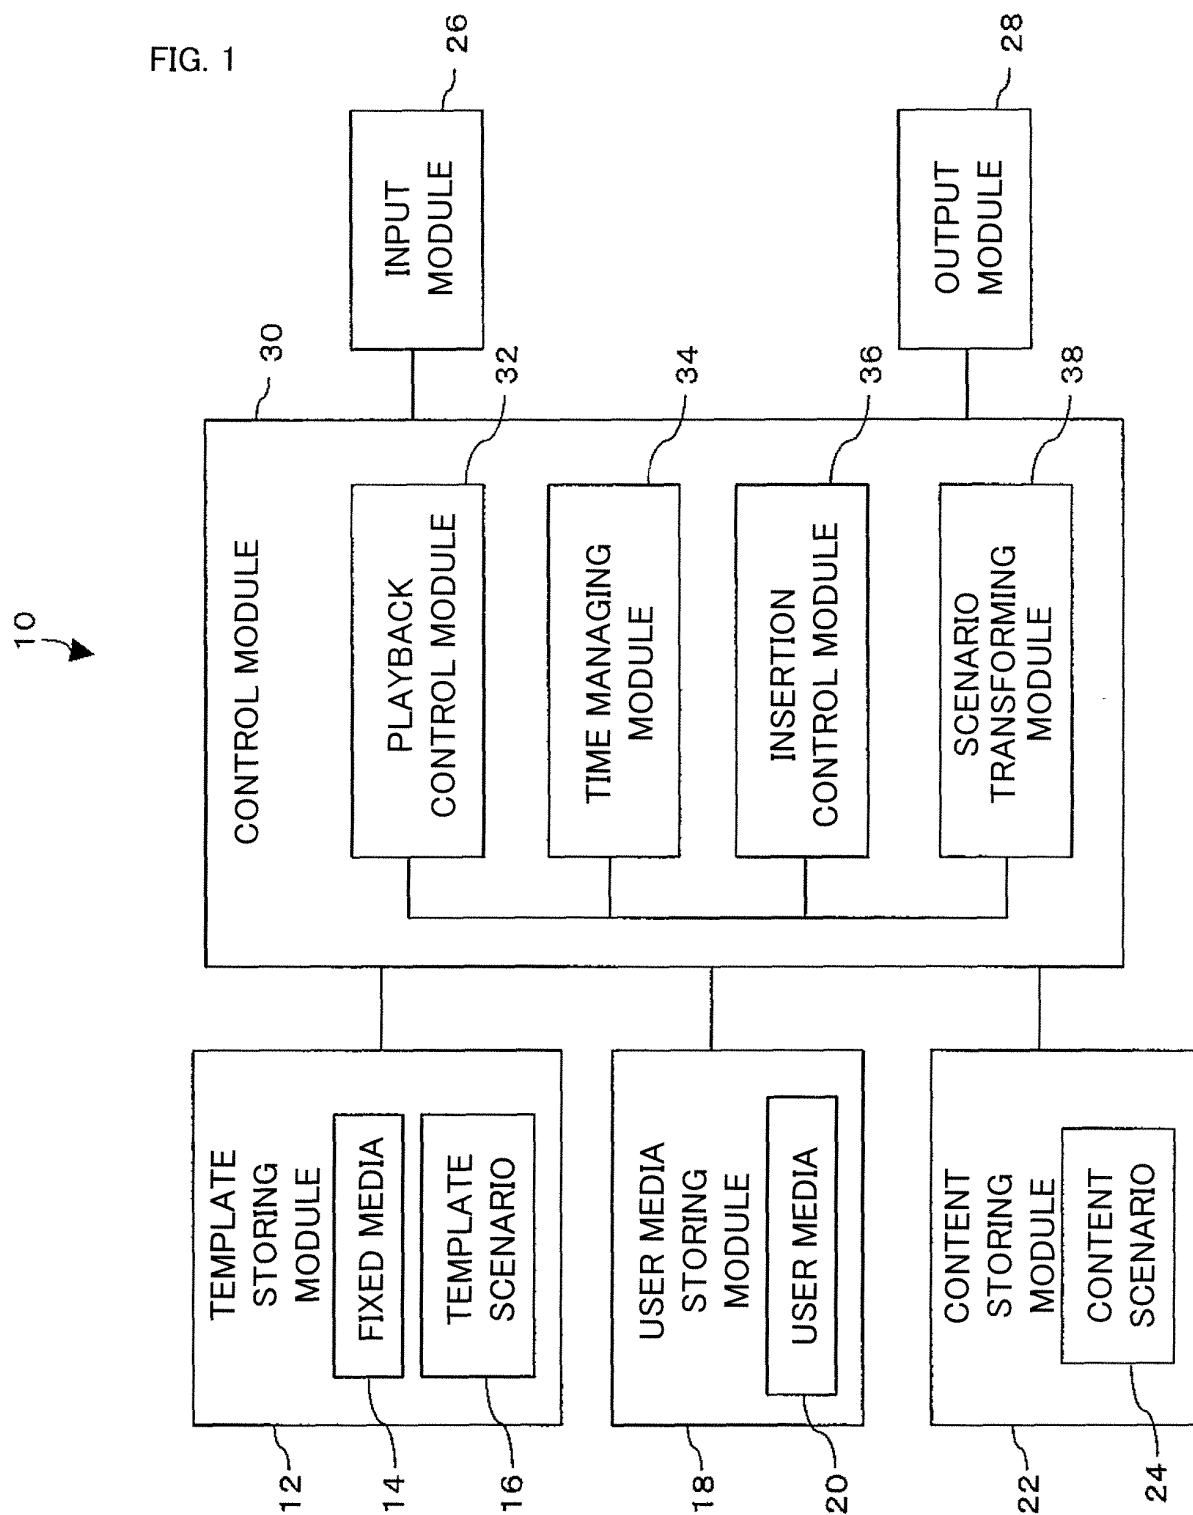 FIG. 1
10
12
TEMPLATE
STORING
MODULE
14
FIXED MEDIA
16
TEMPLATE
SCENARIO
18
USER MEDIA
STORING
MODULE
20
USER MEDIA
22
CONTENT
STORING
MODULE
24
CONTENT
SCENARIO
30
CONTROL MODULE
32
PLAYBACK
CONTROL MODULE
34
TIME MANAGING
MODULE
36
INSERTION
CONTROL MODULE
38
SCENARIO
TRANSFORMING
MODULE
26
INPUT
MODULE
28
OUTPUT
MODULE